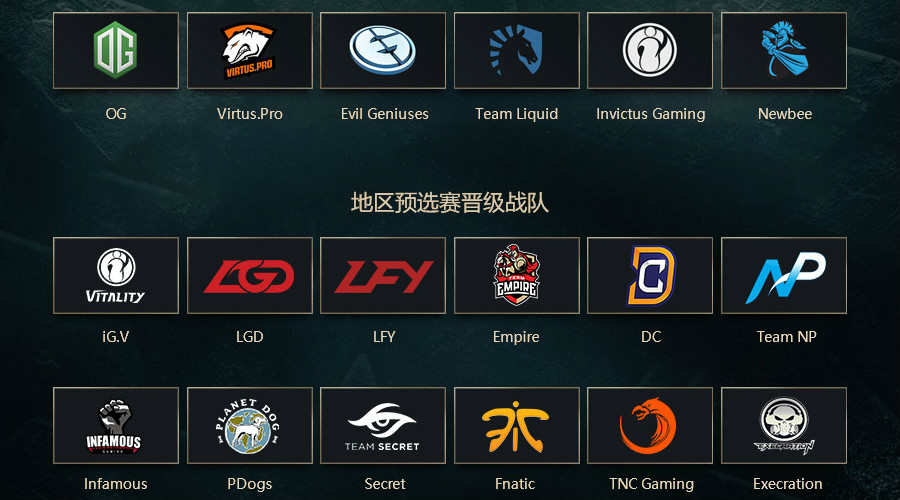 OG
VIRTUS.PRO
OG Virtus.Pro Evil Geniuses Team Liquid Invictus Gaming Newbee
地区预选赛晋级战队
VITALITY LGD LFY TEAM EMPIRE DC NP
iG.V LGD LFY Empire DC Team NP
INFAMOUS GAMING PLANET DOG TEAM SECRET EXECRATION
Infamous PDogs Secret Fnatic TNC Gaming Execration